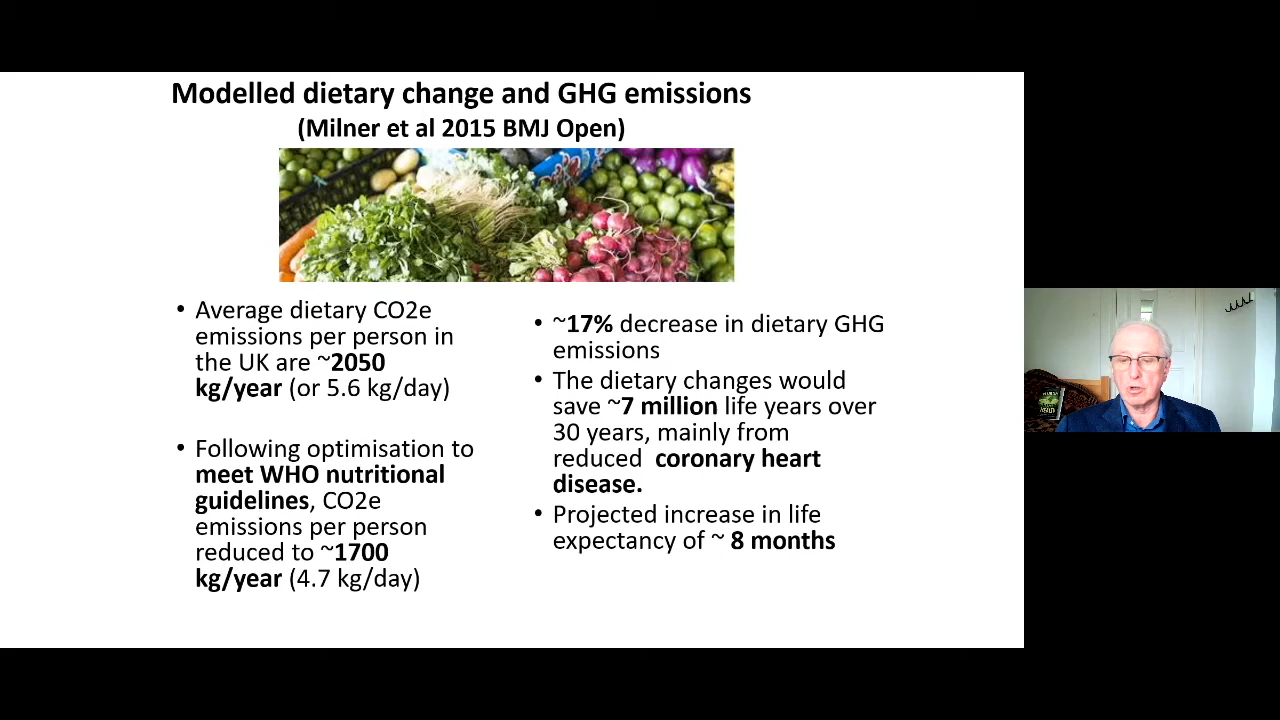 Modelled dietary change and GHG emissions
(Milner et al 2015 BMJ Open)
• Average dietary CO2e
emissions per person in
the UK are ~2050
kg/year (or 5.6 kg/day)
• Following optimisation to
meet WHO nutritional
guidelines, CO2e
emissions per person
reduced to ~1700
kg/year (4.7 kg/day)
• ~17% decrease in dietary GHG
emissions
• The dietary changes would
save ~7 million life years over
30 years, mainly from
reduced  coronary heart
disease.
• Projected increase in life
expectancy of ~ 8 months